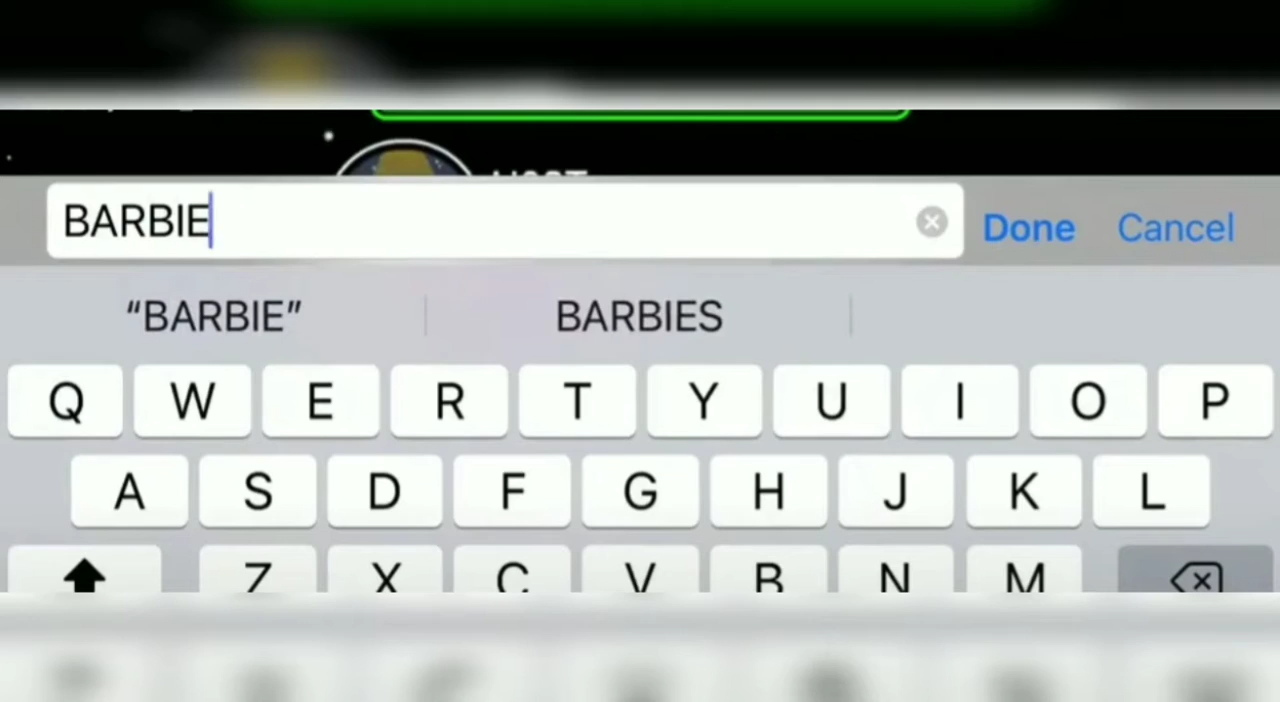 BARBIE
Done
Cancel
“BARBIE”
BARBIES
Q W E R T Y U I O P
A S D F G H J K L
Z X C V B N M